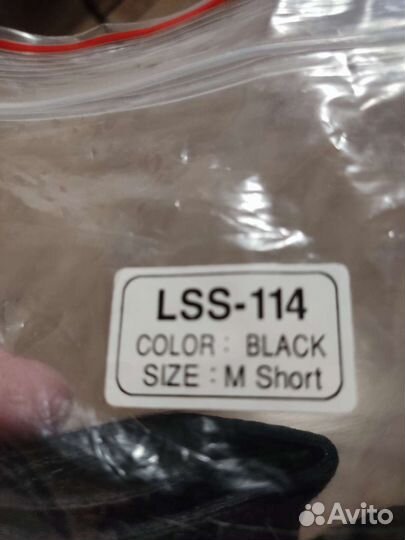 LSS-114
COLOR : BLACK
SIZE : M Short
Avito